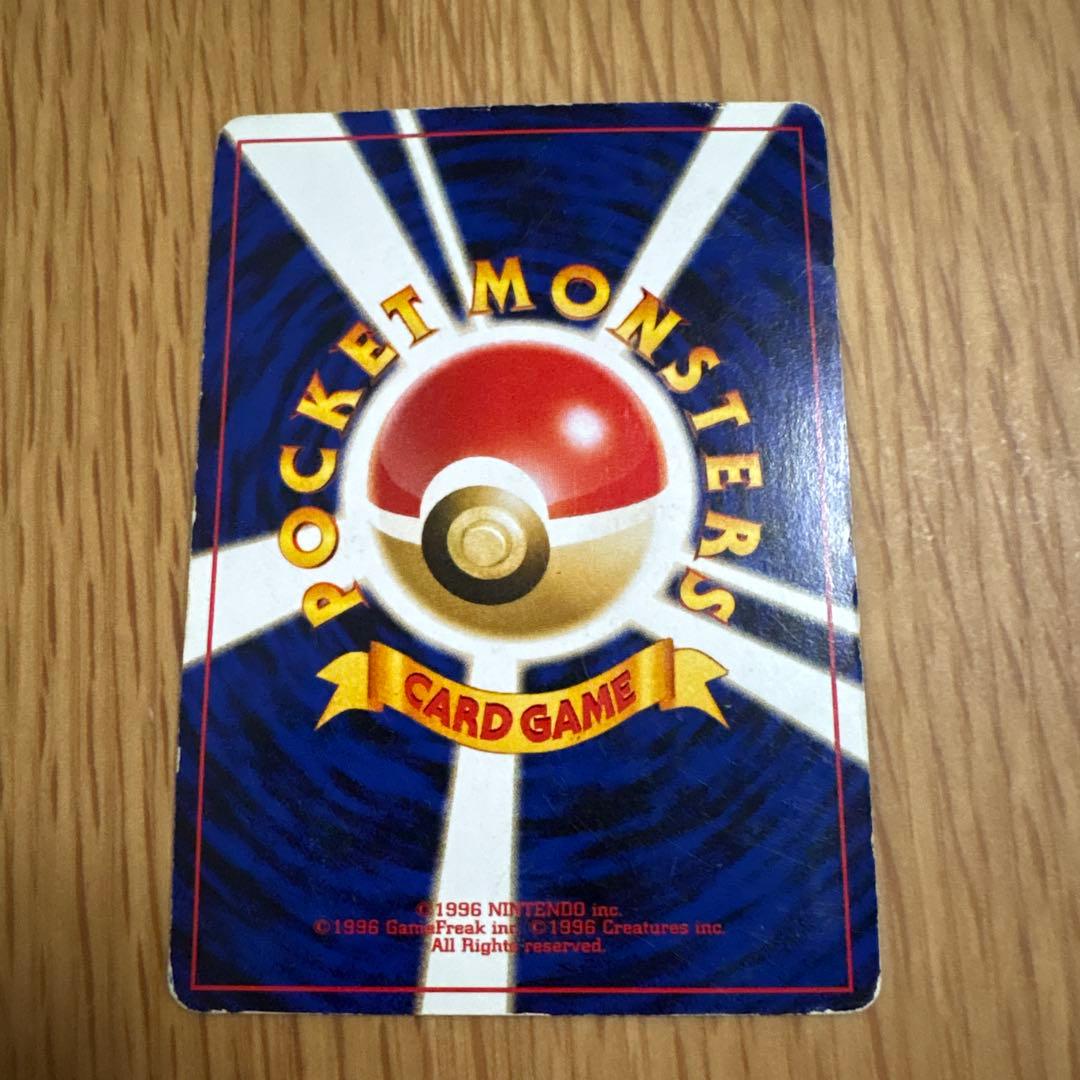 POCKET MONSTERS
CARD GAME
©1996 NINTENDO inc.
©1996 GameFreak inc. ©1996 Creatures inc.
All Rights reserved.